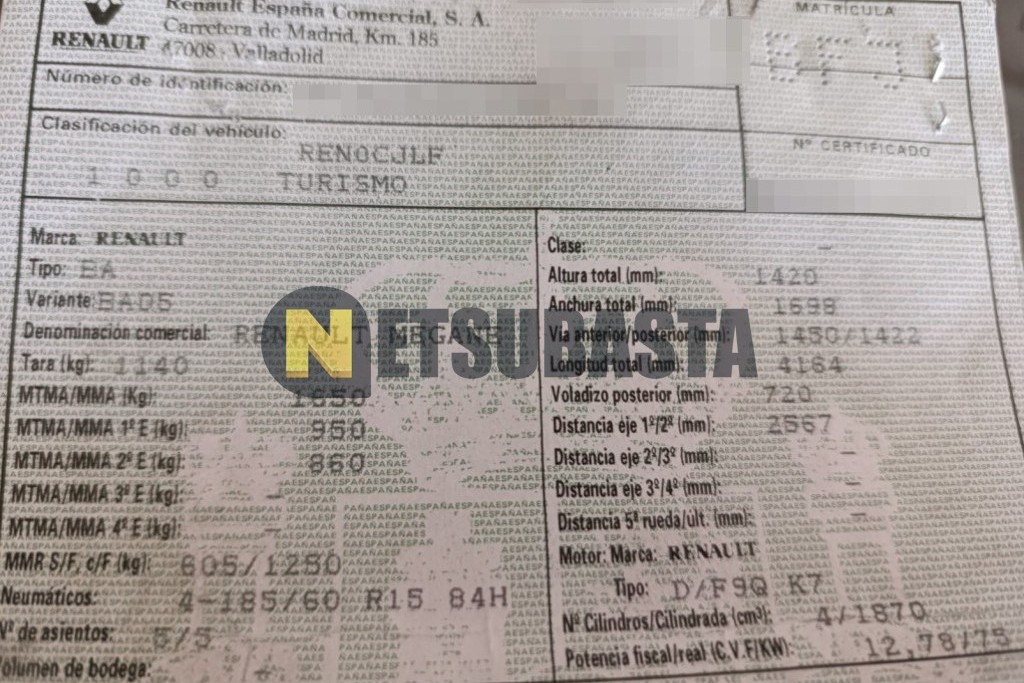 Renault España Comercial, S. A.
Carretera de Madrid, Km. 185
RENAULT 47008 - Valladolid
MATRÍCULA
Número de identificación:
Clasificación del vehículo:
RENOCJLF
1 0 0 0 TURISMO
Nº CERTIFICADO
Marca: RENAULT
Tipo: BA
Variante: BA05
Denominación comercial: RENAULT MEGANE
Tara (kg): 1140
MTMA/MMA (Kg): 1650
MTMA/MMA 1º E (kg): 950
MTMA/MMA 2º E (kg): 860
MTMA/MMA 3º E (kg): -
MTMA/MMA 4º E (kg): -
MMR S/F, c/F (kg): 605/1250
Neumáticos: 4-185/60 R15 84H
Nº de asientos: 5/5
Volumen de bodega:
Clase: -
Altura total (mm): 1420
Anchura total (mm): 1698
Vía anterior/posterior (mm): 1450/1422
Longitud total (mm): 4164
Voladizo posterior (mm): 720
Distancia eje 1º/2º (mm): 2567
Distancia eje 2º/3º (mm): -
Distancia eje 3º/4º (mm): -
Distancia 5ª rueda/últ. (mm): -
Motor: Marca: RENAULT
Tipo: D/F9Q K7
Nº Cilindros/Cilindrada (cm³): 4/1870
Potencia fiscal/real (C.V.F/KW): 12,78/75
NETSUBASTA